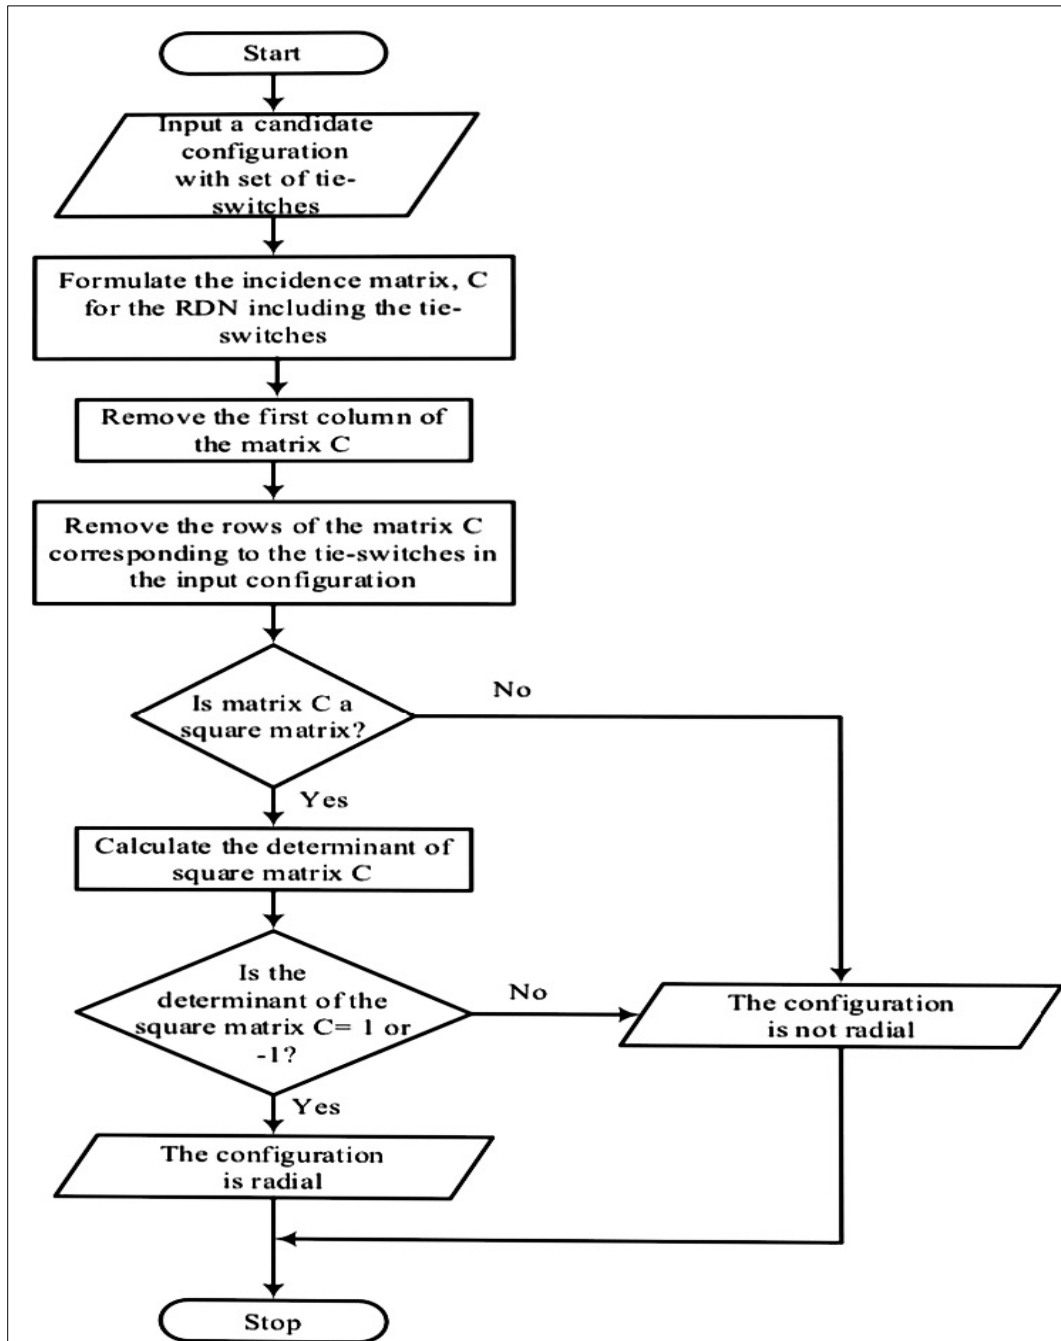 Start
Input a candidate
configuration
with set of tie-
switches
Formulate the incidence matrix, C
for the RDN including the tie-
switches
Remove the first column of
the matrix C
Remove the rows of the matrix C
corresponding to the tie-switches in
the input configuration
Is matrix C a
square matrix?
No
Yes
Calculate the determinant of
square matrix C
Is the
determinant of the
square matrix C= 1 or
-1?
No
The configuration
is not radial
Yes
The configuration
is radial
Stop